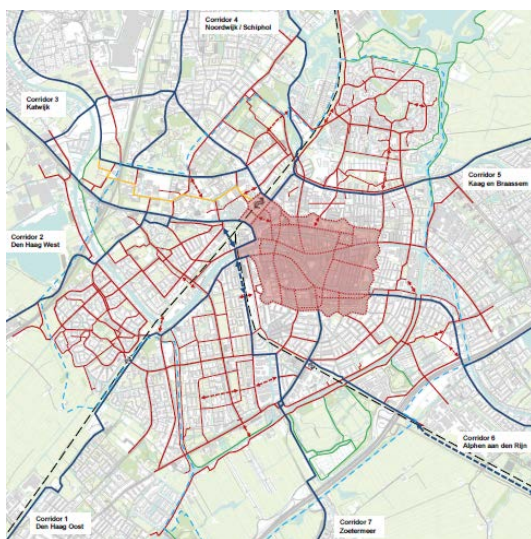 Corridor 4
Noordwijk / Schiphol
Corridor 3
Katwijk
Corridor 5
Kaag en Braassem
Corridor 2
Den Haag West
Corridor 6
Alphen aan den Rijn
Corridor 1
Den Haag Oost
Corridor 7
Zoetermeer